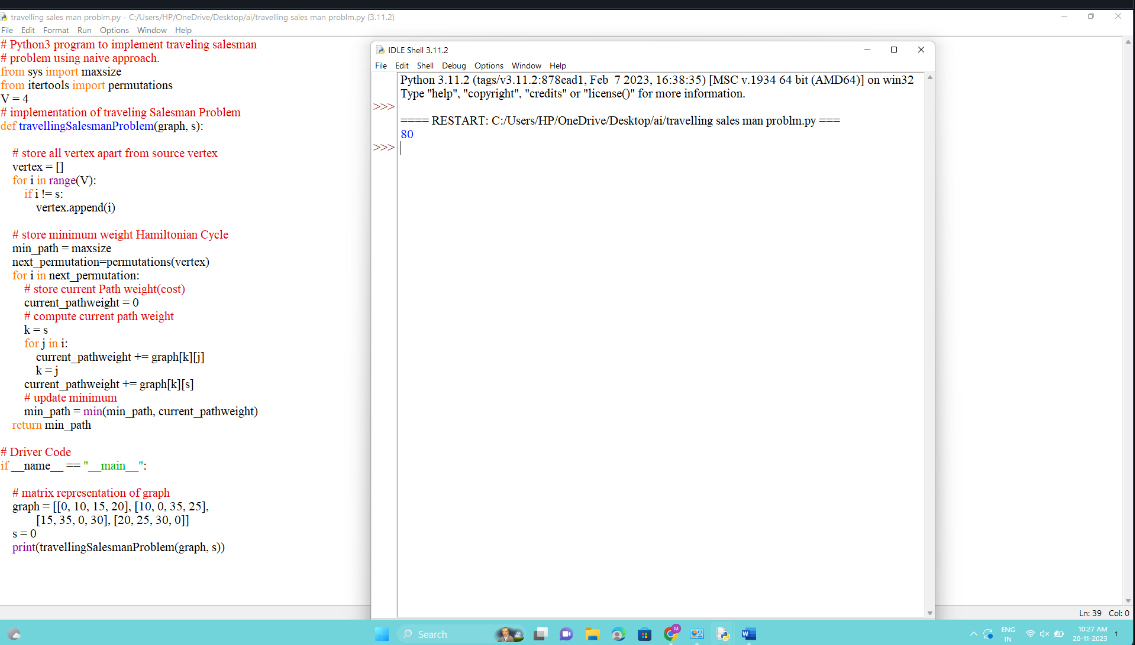 travelling sales man problm.py - C:/Users/HP/OneDrive/Desktop/ai/travelling sales man problm.py (3.11.2)
File Edit Format Run Options Window Help
# Python3 program to implement traveling salesman
# problem using naive approach.
from sys import maxsize
from itertools import permutations
V = 4
# implementation of traveling Salesman Problem
def travellingSalesmanProblem(graph, s):
# store all vertex apart from source vertex
vertex = []
for i in range(V):
if i != s:
vertex.append(i)
# store minimum weight Hamiltonian Cycle
min_path = maxsize
next_permutation=permutations(vertex)
for i in next_permutation:
# store current Path weight(cost)
current_pathweight = 0
# compute current path weight
k = s
for j in i:
current_pathweight += graph[k][j]
k = j
current_pathweight += graph[k][s]
# update minimum
min_path = min(min_path, current_pathweight)
return min_path
# Driver Code
if __name__ == "__main__":
# matrix representation of graph
graph = [[0, 10, 15, 20], [10, 0, 35, 25],
[15, 35, 0, 30], [20, 25, 30, 0]]
s = 0
print(travellingSalesmanProblem(graph, s))
IDLE Shell 3.11.2
File Edit Shell Debug Options Window Help
Python 3.11.2 (tags/v3.11.2:878ead1, Feb 7 2023, 16:38:35) [MSC v.1934 64 bit (AMD64)] on win32
Type "help", "copyright", "credits" or "license()" for more information.
>>>
==== RESTART: C:/Users/HP/OneDrive/Desktop/ai/travelling sales man problm.py ===
80
>>>
Ln: 39 Col: 0
Search
ENG
IN
10:27 AM
20-11-2023
1